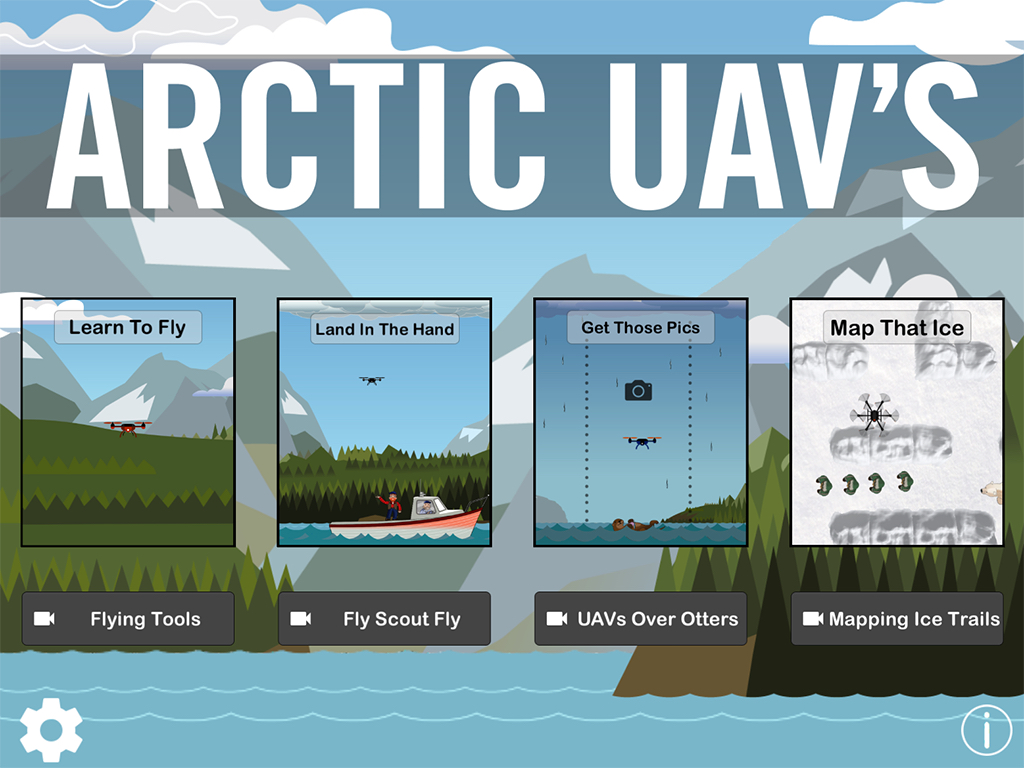 ARCTIC UAV'S
Learn To Fly
Land In The Hand
Get Those Pics
Map That Ice
Flying Tools
Fly Scout Fly
UAVs Over Otters
Mapping Ice Trails
i